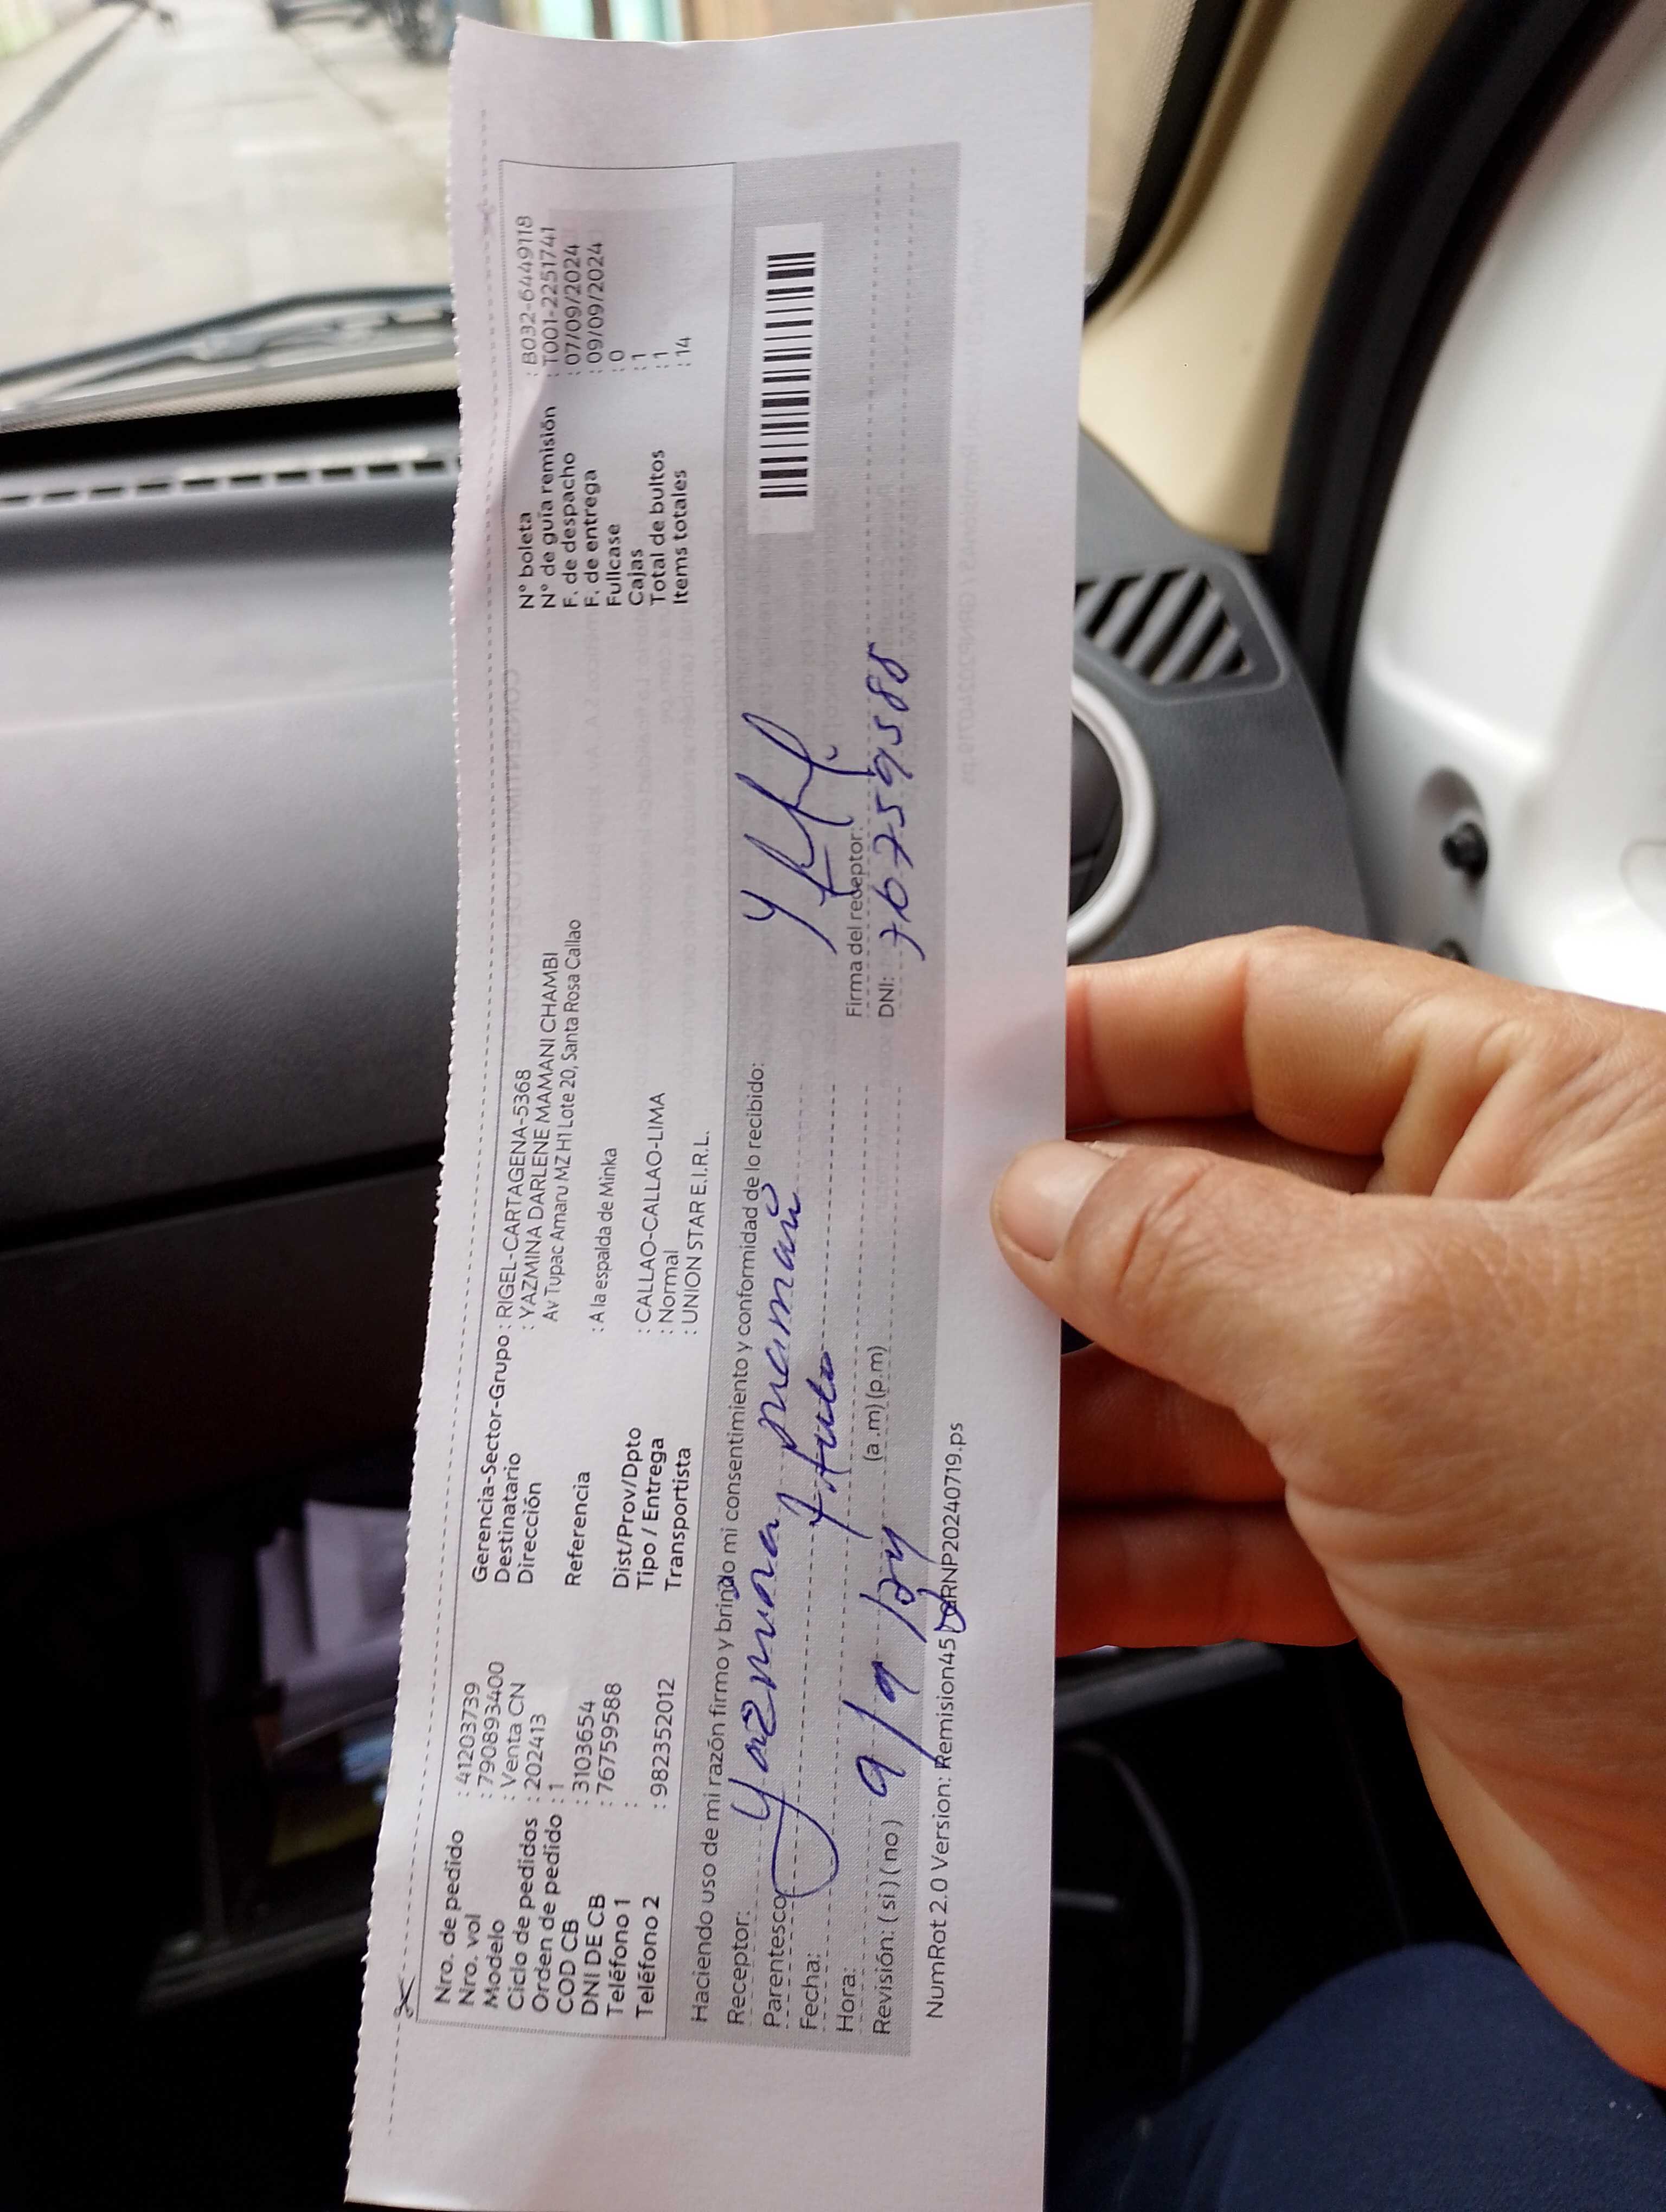 Nro. de pedido : 41203739
Nro. vol : 790893400
Modelo : Venta CN
Ciclo de pedidos : 202413
Orden de pedido : 1
COD CB : 3103654
DNI DE CB : 76759588
Teléfono 1 :
Teléfono 2 : 982352012
Gerencia-Sector-Grupo : RIGEL-CARTAGENA-5368
Destinatario : YAZMINA DARLENE MAMANI CHAMBI
Dirección Av Tupac Amaru MZ H1 Lote 20, Santa Rosa Callao
Referencia : A la espalda de Minka
Dist/Prov/Dpto : CALLAO-CALLAO-LIMA
Tipo / Entrega : Normal
Transportista : UNION STAR E.I.R.L.
N° boleta : B032-6449118
N° de guía remisión : T001-2251741
F. de despacho : 07/09/2024
F. de entrega : 09/09/2024
Fullcase : 0
Cajas : 1
Total de bultos : 1
Items totales : 14
Haciendo uso de mi razón firmo y brindo mi consentimiento y conformidad de lo recibido:
Receptor: Yazmina mamani
Parentesco:
Fecha: 9/9/24
Hora: (a .m) (p.m)
Revisión: ( si ) ( no )
Firma del receptor:
DNI: 76759588
NumRot 2.0 Version: Remision45 RNP20240719.ps